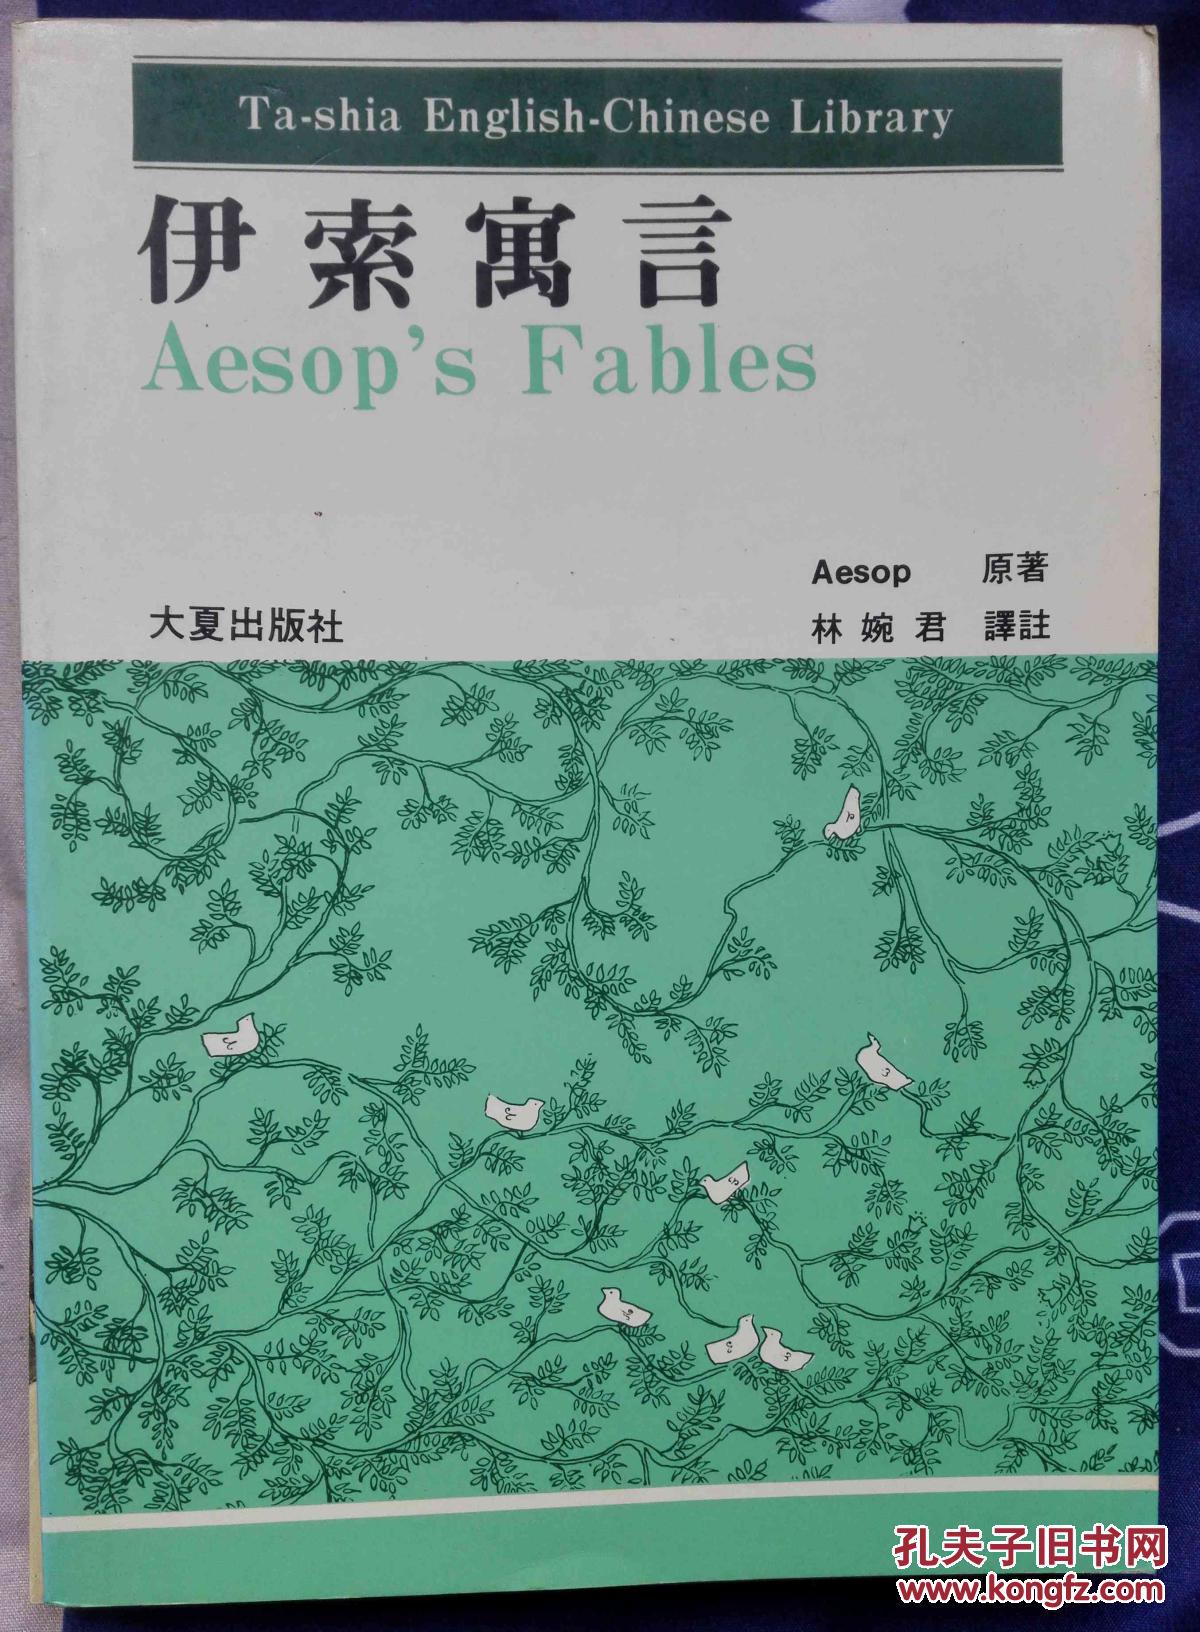 Ta-shia English-Chinese Library
伊索寓言
Aesop's Fables
Aesop 原著
大夏出版社
林婉君 譯註
孔夫子旧书网
www.kongfz.com